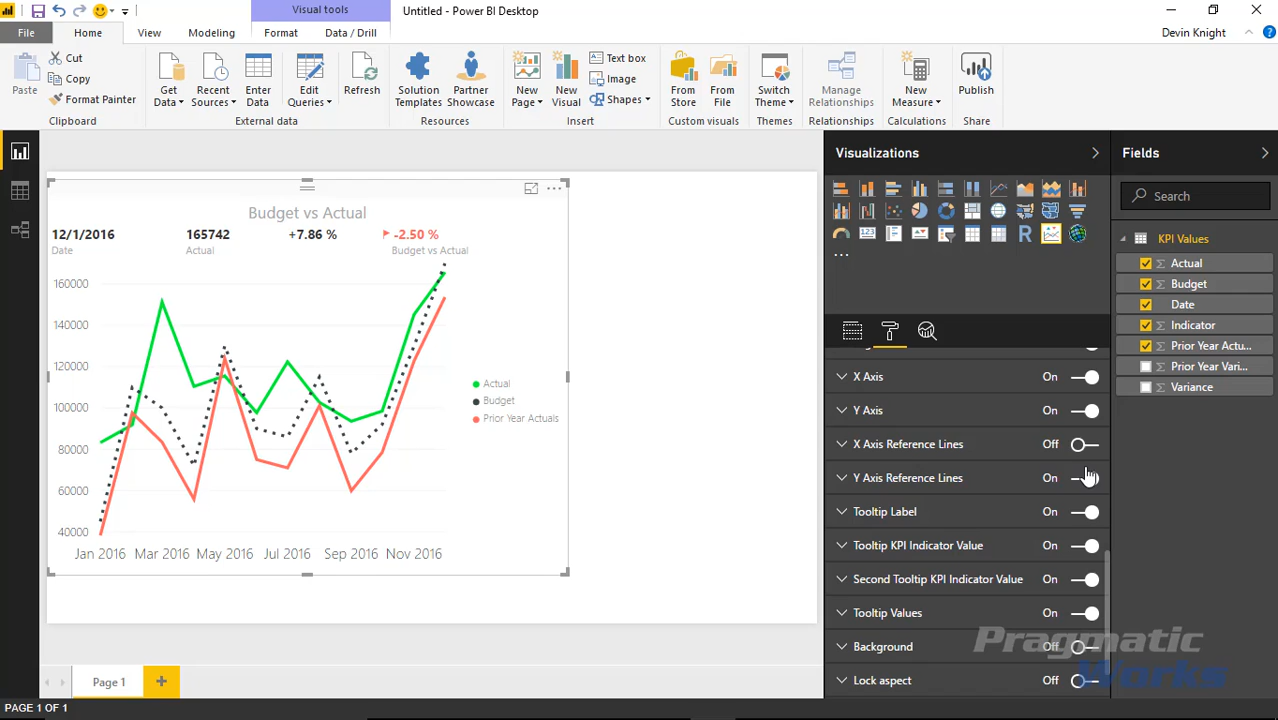 Visual tools
Untitled - Power BI Desktop
File
Home
View
Modeling
Format
Data / Drill
Devin Knight
Paste
Cut
Copy
Format Painter
Clipboard
Get
Data
Recent
Sources
Enter
Data
Edit
Queries
Refresh
External data
Solution
Templates
Partner
Showcase
Resources
New
Page
New
Visual
Text box
Image
Shapes
Insert
From
Store
From
File
Custom visuals
Switch
Theme
Themes
Manage
Relationships
Relationships
New
Measure
Calculations
Publish
Share
Budget vs Actual
12/1/2016
Date
165742
Actual
+7.86 %
-2.50 %
Budget vs Actual
160000
140000
120000
100000
80000
60000
40000
Jan 2016 Mar 2016 May 2016 Jul 2016 Sep 2016 Nov 2016
Actual
Budget
Prior Year Actuals
Visualizations
123
R
X Axis On
Y Axis On
X Axis Reference Lines Off
Y Axis Reference Lines On
Tooltip Label On
Tooltip KPI Indicator Value On
Second Tooltip KPI Indicator Value On
Tooltip Values On
Background Off
Lock aspect Off
Fields
Search
KPI Values
Actual
Budget
Date
Indicator
Prior Year Actu...
Prior Year Vari...
Variance
Pragmatic
Works
Page 1
PAGE 1 OF 1